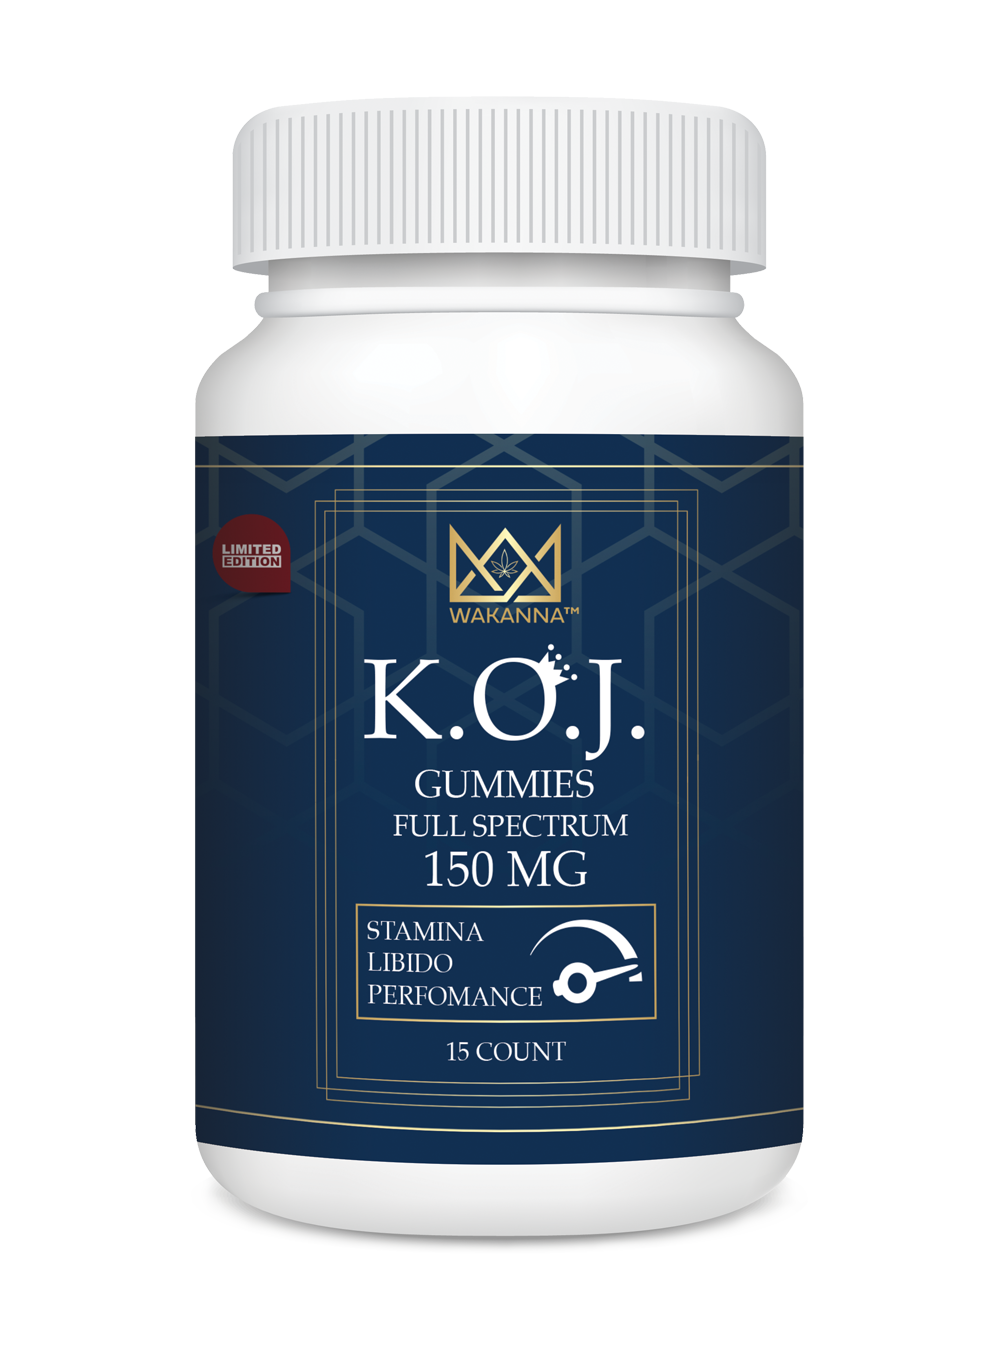 LIMITED
EDITION
WAKANNA™
K.O.J.
GUMMIES
FULL SPECTRUM
150 MG
STAMINA
LIBIDO
PERFOMANCE
15 COUNT